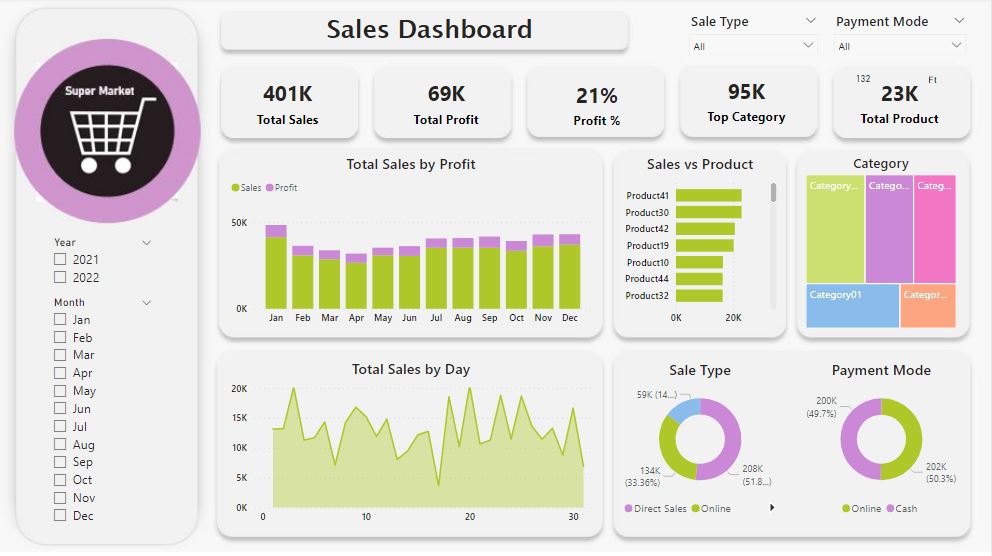 Sales Dashboard
Sale Type
Payment Mode
All
All
Super Market
401K
Total Sales
69K
Total Profit
21%
Profit %
95K
Top Category
132
Ft
23K
Total Product
Year
2021
2022
Month
Jan
Feb
Mar
Apr
May
Jun
Jul
Aug
Sep
Oct
Nov
Dec
Total Sales by Profit
Sales Profit
50K
0K
Jan Feb Mar Apr May Jun Jul Aug Sep Oct Nov Dec
Sales vs Product
Product41
Product30
Product42
Product19
Product10
Product44
Product32
0K 20K
Category
Category... Catego... Categ...
Category01 Categor...
Total Sales by Day
20K
15K
10K
5K
0K
0 10 20 30
Sale Type
59K (14...)
134K
(33.36%)
208K
(51.8...)
Direct Sales Online
Payment Mode
200K
(49.7%)
202K
(50.3%)
Online Cash